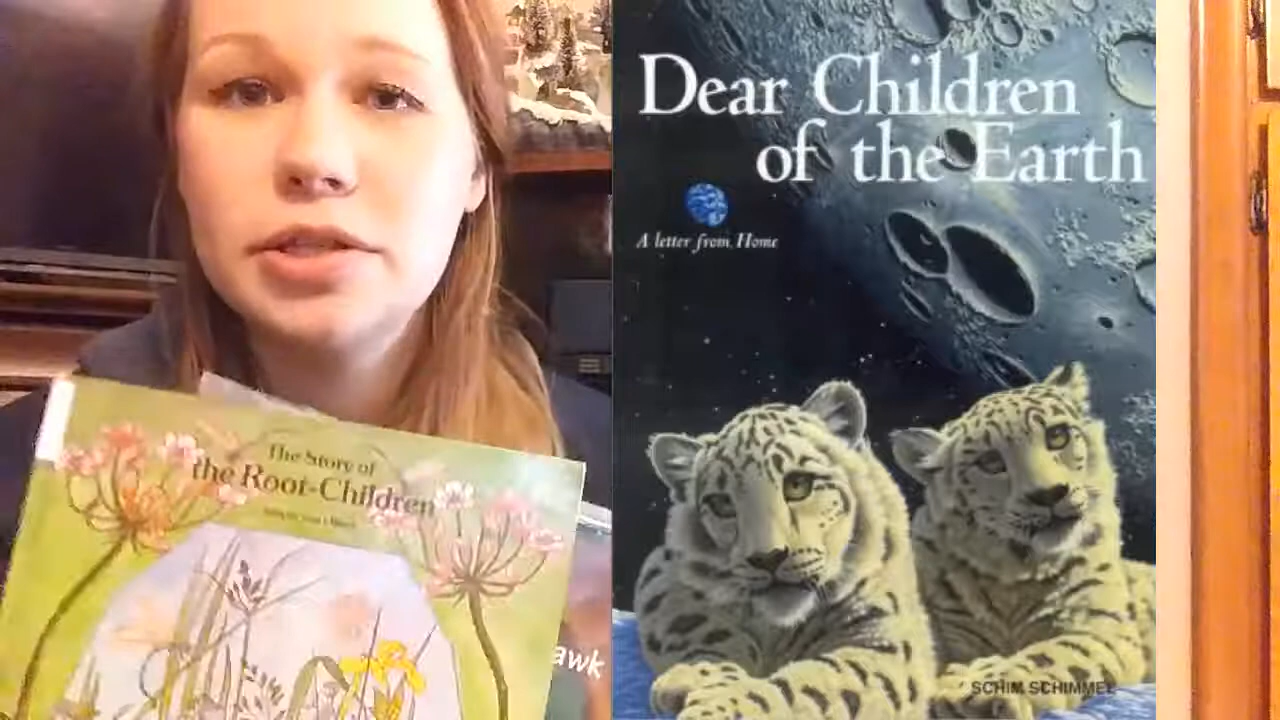 The Story of
the Root-Children
awk
Dear Children
of the Earth
A letter from Home
SCHIM SCHIMMEL